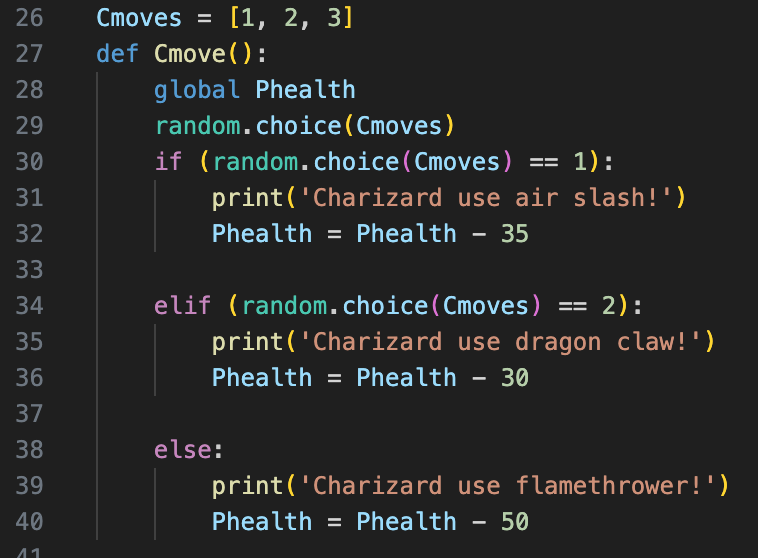 26 Cmoves = [1, 2, 3]
27 def Cmove():
28     global Phealth
29     random.choice(Cmoves)
30     if (random.choice(Cmoves) == 1):
31         print('Charizard use air slash!')
32         Phealth = Phealth - 35
33
34     elif (random.choice(Cmoves) == 2):
35         print('Charizard use dragon claw!')
36         Phealth = Phealth - 30
37
38     else:
39         print('Charizard use flamethrower!')
40         Phealth = Phealth - 50
41